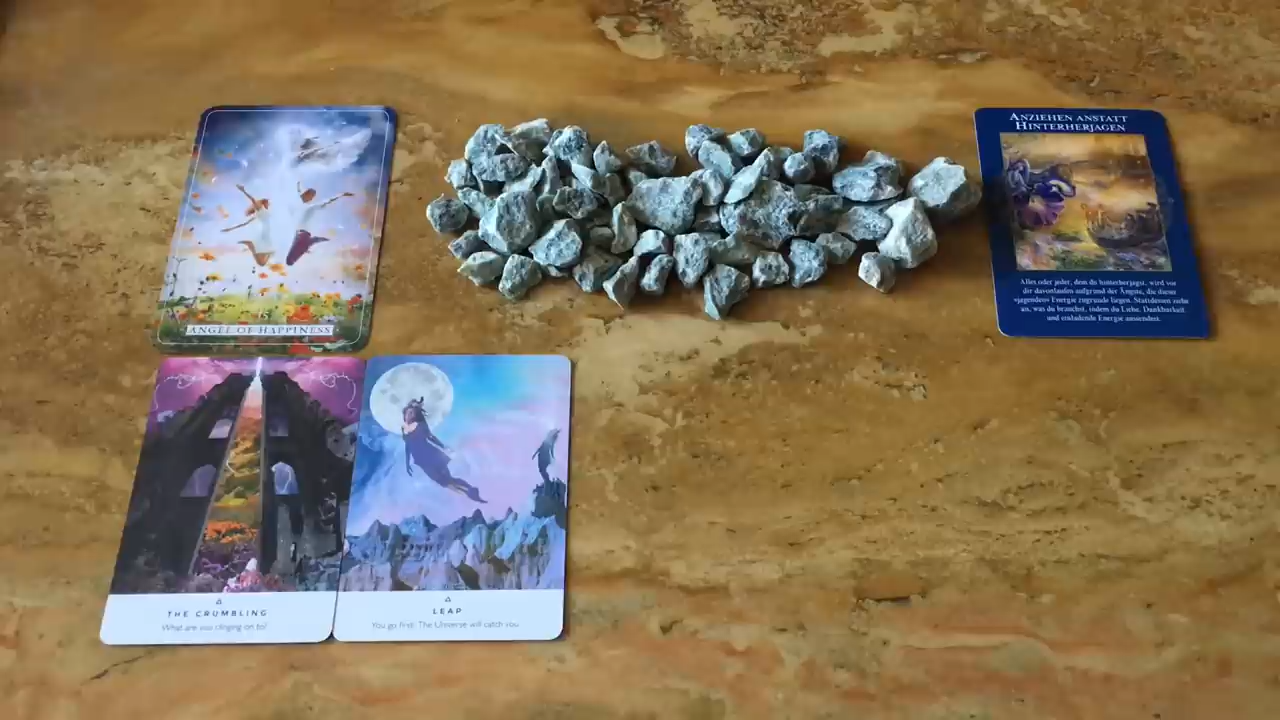 ANGEL OF HAPPINESS
ANZIEHEN ANSTATT
HINTERHERJAGEN
Alles oder jeder, dem du hinterherjagst, wird vor
dir davonlaufen aufgrund der Ängste, die dieser
»jagenden« Energie zugrunde liegen. Stattdessen ziehe
an, was du brauchst, indem du Liebe, Dankbarkeit
und einladende Energie aussendest.
THE CRUMBLING
What are you clinging on to?
LEAP
You go first. The Universe will catch you